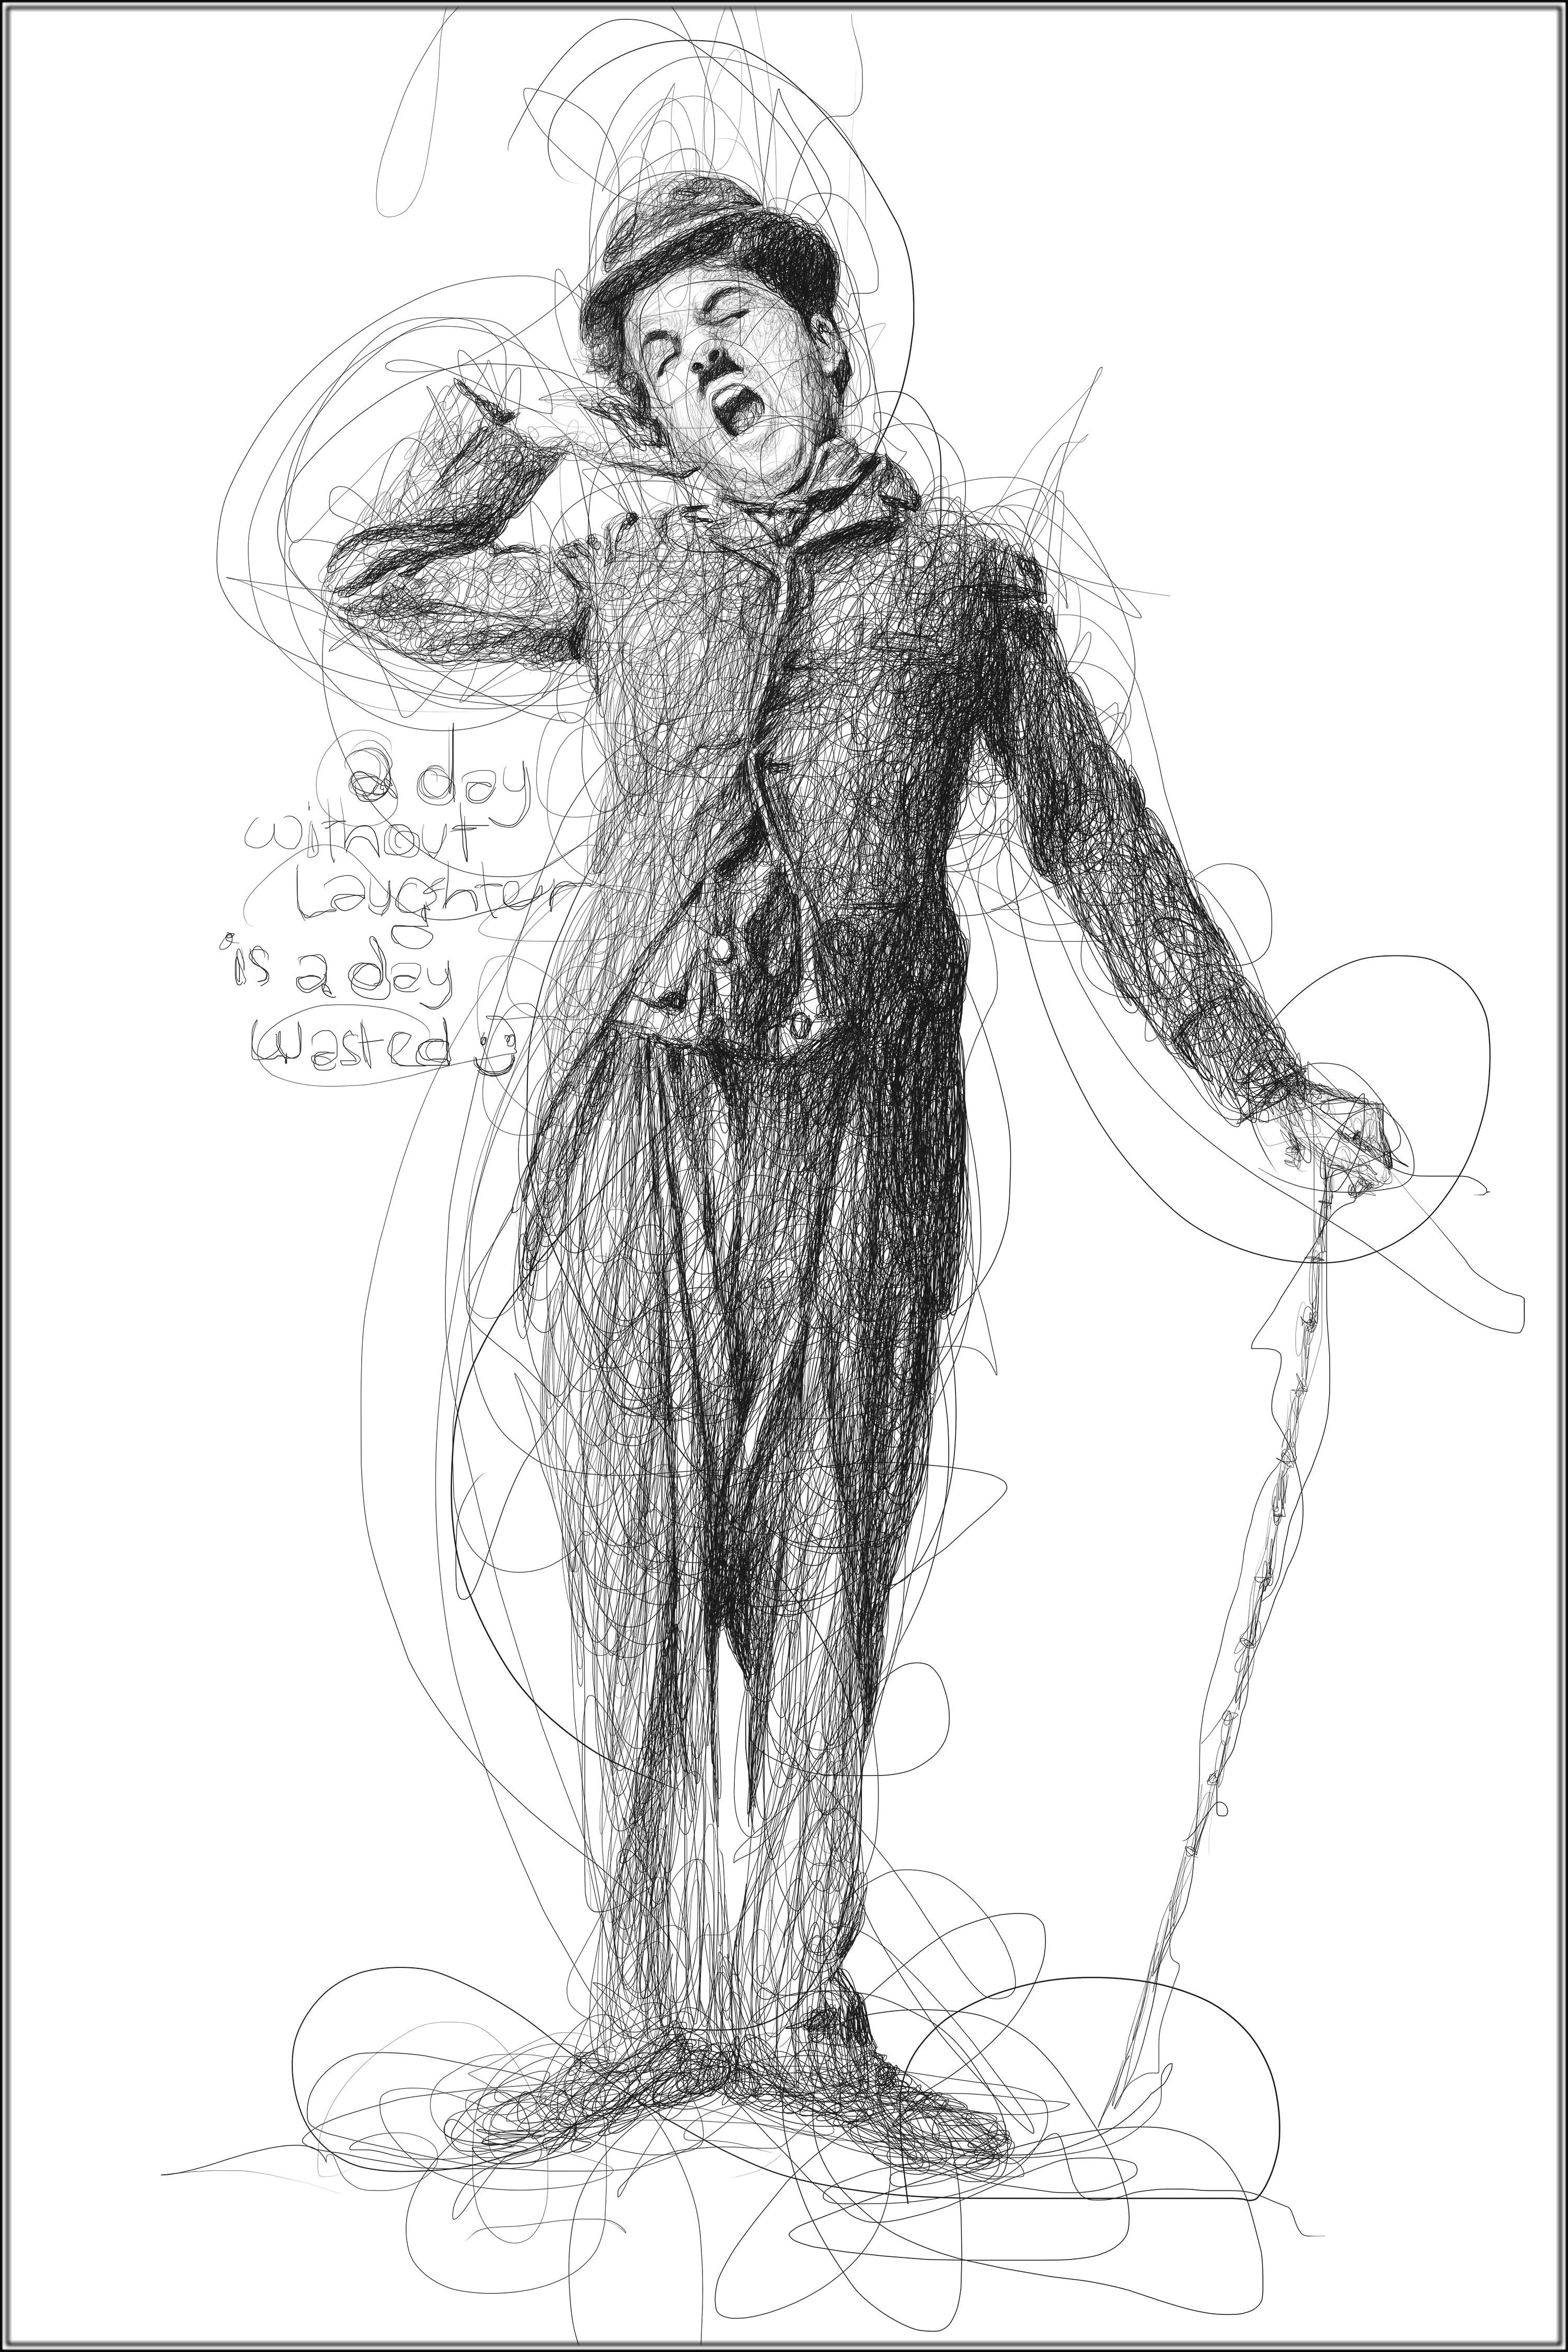 a day
without
Laughter
is a day
wasted :)